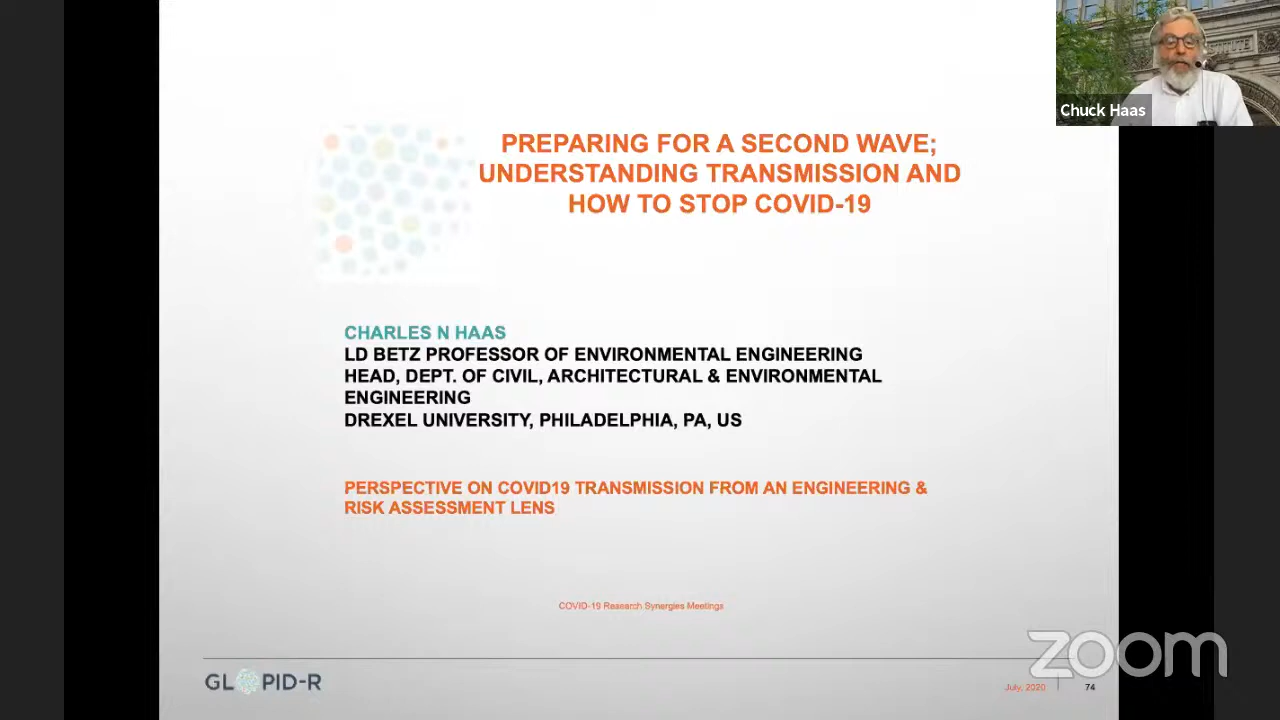 Chuck Haas
PREPARING FOR A SECOND WAVE;
UNDERSTANDING TRANSMISSION AND
HOW TO STOP COVID-19
CHARLES N HAAS
LD BETZ PROFESSOR OF ENVIRONMENTAL ENGINEERING
HEAD, DEPT. OF CIVIL, ARCHITECTURAL & ENVIRONMENTAL
ENGINEERING
DREXEL UNIVERSITY, PHILADELPHIA, PA, US
PERSPECTIVE ON COVID19 TRANSMISSION FROM AN ENGINEERING &
RISK ASSESSMENT LENS
COVID-19 Research Synergies Meetings
zoom
GLOPID-R
July, 2020 74